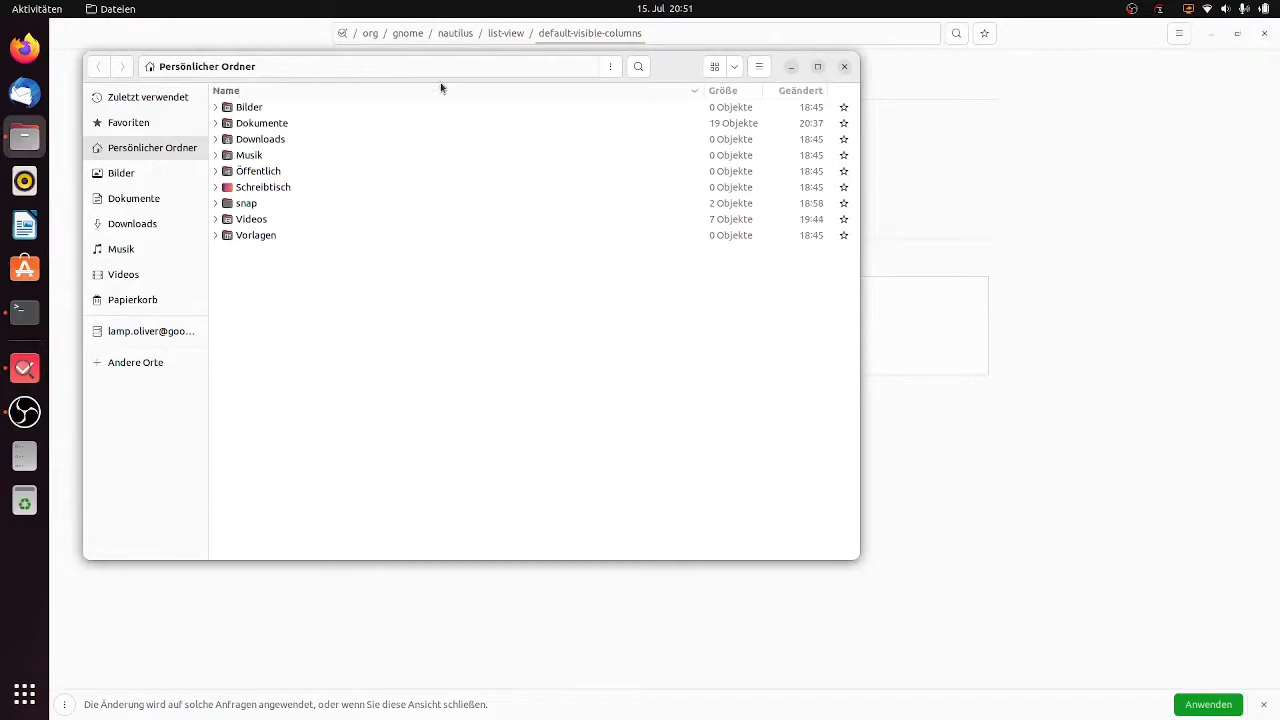 Aktivitäten Dateien 15. Jul 20:51
org / gnome / nautilus / list-view / default-visible-columns
Persönlicher Ordner
Name Größe Geändert
Zuletzt verwendet
Favoriten
Persönlicher Ordner
Bilder
Dokumente
Downloads
Musik
Videos
Papierkorb
lamp.oliver@goo...
Andere Orte
Bilder 0 Objekte 18:45
Dokumente 19 Objekte 20:37
Downloads 0 Objekte 18:45
Musik 0 Objekte 18:45
Öffentlich 0 Objekte 18:45
Schreibtisch 0 Objekte 18:45
snap 2 Objekte 18:58
Videos 7 Objekte 19:44
Vorlagen 0 Objekte 18:45
Die Änderung wird auf solche Anfragen angewendet, oder wenn Sie diese Ansicht schließen. Anwenden